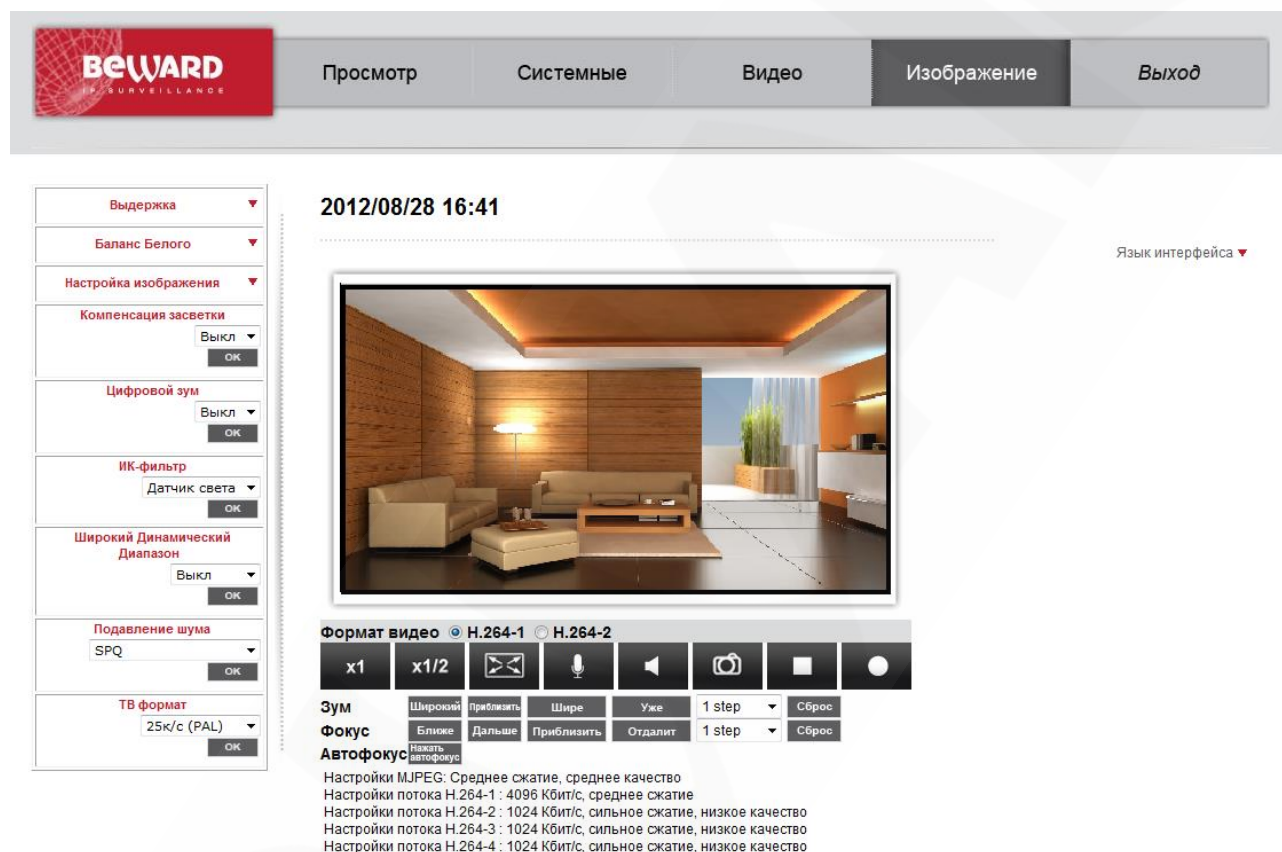 BEWARD
IP SURVEILLANCE
Просмотр
Системные
Видео
Изображение
Выход
Выдержка
Баланс Белого
Настройка изображения
Компенсация засветки
Выкл
OK
Цифровой зум
Выкл
OK
ИК-фильтр
Датчик света
OK
Широкий Динамический
Диапазон
Выкл
OK
Подавление шума
SPQ
OK
ТВ формат
25к/с (PAL)
OK
2012/08/28 16:41
Язык интерфейса
Формат видео H.264-1 H.264-2
x1 x1/2
Зум Широкий Приблизить Шире Уже 1 step Сброс
Фокус Ближе Дальше Приблизить Отдалит 1 step Сброс
Автофокус Нажать автофокус
Настройки MJPEG: Среднее сжатие, среднее качество
Настройки потока H.264-1 : 4096 Кбит/с, среднее сжатие
Настройки потока H.264-2 : 1024 Кбит/с, сильное сжатие, низкое качество
Настройки потока H.264-3 : 1024 Кбит/с, сильное сжатие, низкое качество
Настройки потока H.264-4 : 1024 Кбит/с, сильное сжатие, низкое качество